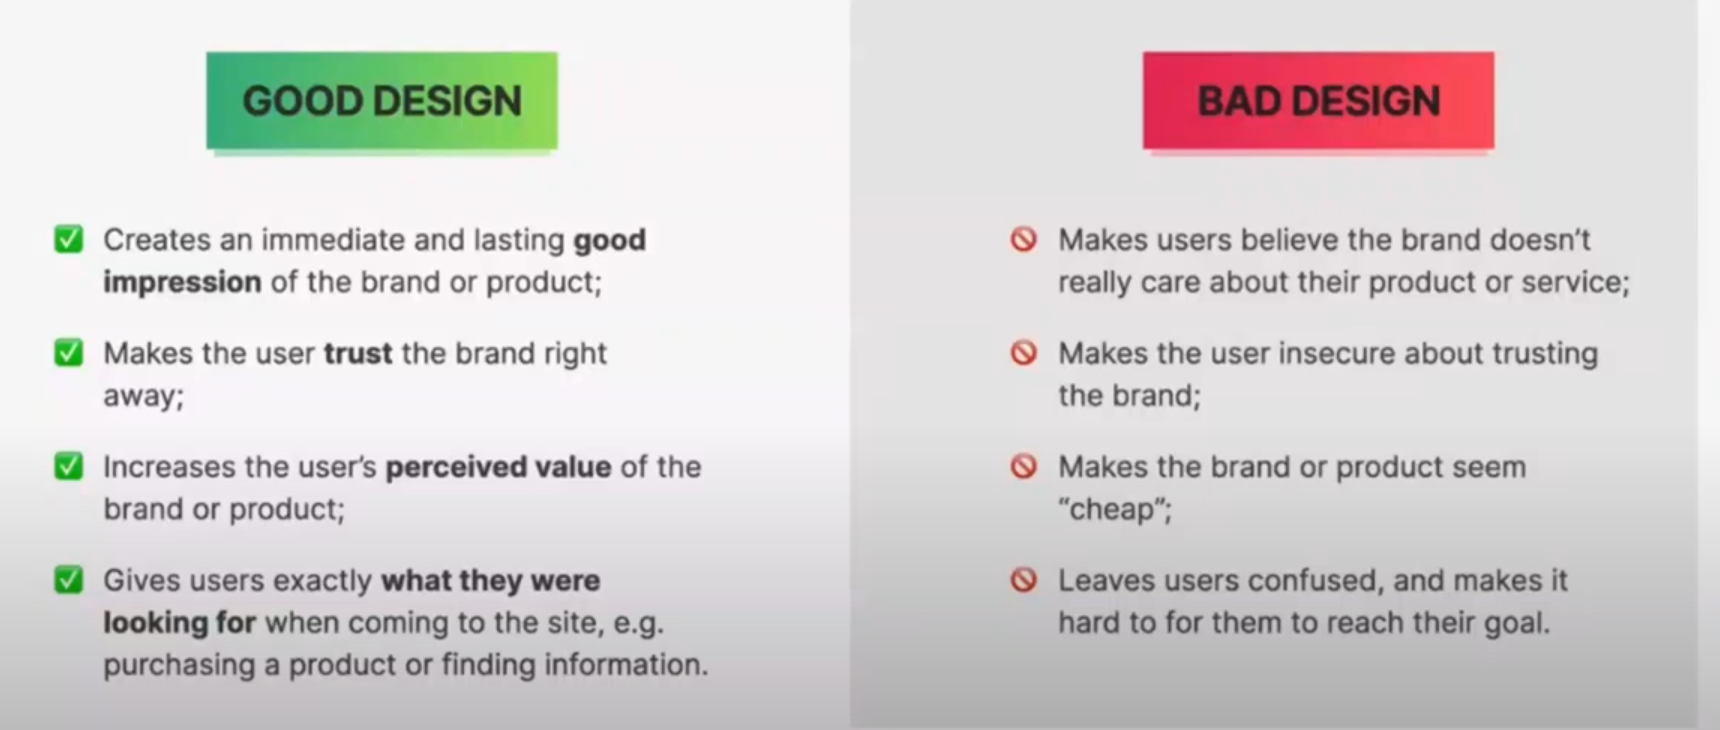 GOOD DESIGN
Creates an immediate and lasting good
impression of the brand or product;
Makes the user trust the brand right
away;
Increases the user's perceived value of the
brand or product;
Gives users exactly what they were
looking for when coming to the site, e.g.
purchasing a product or finding information.
BAD DESIGN
Makes users believe the brand doesn't
really care about their product or service;
Makes the user insecure about trusting
the brand;
Makes the brand or product seem
“cheap”;
Leaves users confused, and makes it
hard to for them to reach their goal.